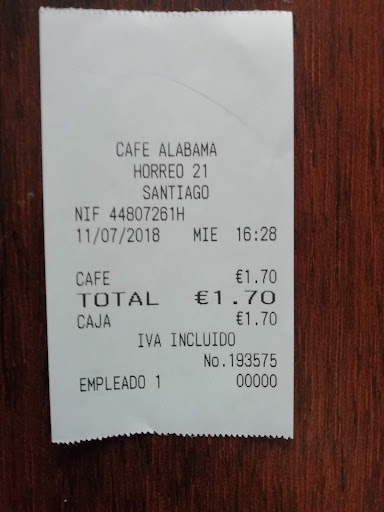 CAFE ALABAMA
HORREO 21
SANTIAGO
NIF 44807261H
11/07/2018 MIE 16:28
CAFE €1.70
TOTAL €1.70
CAJA €1.70
IVA INCLUIDO
No.193575
EMPLEADO 1 00000